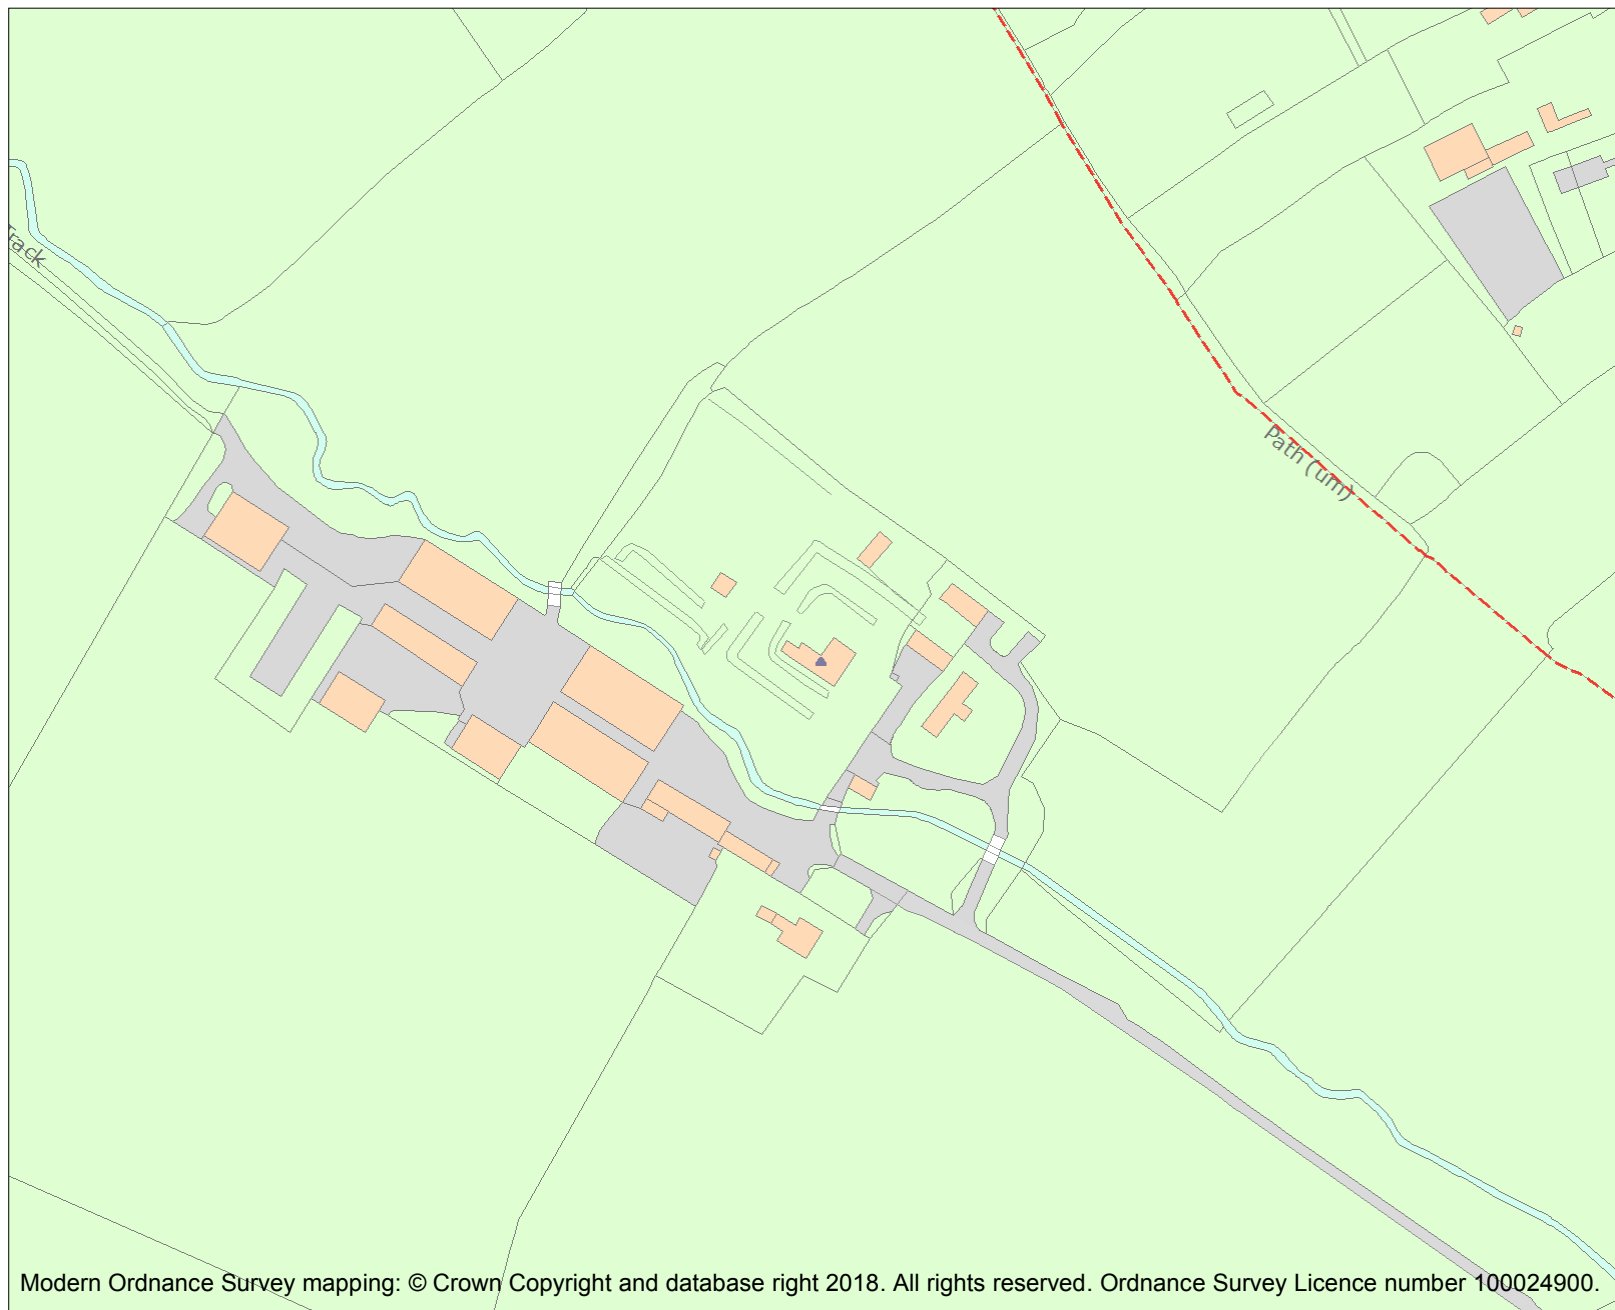 Track
Path (um)
Modern Ordnance Survey mapping: © Crown Copyright and database right 2018. All rights reserved. Ordnance Survey Licence number 100024900.